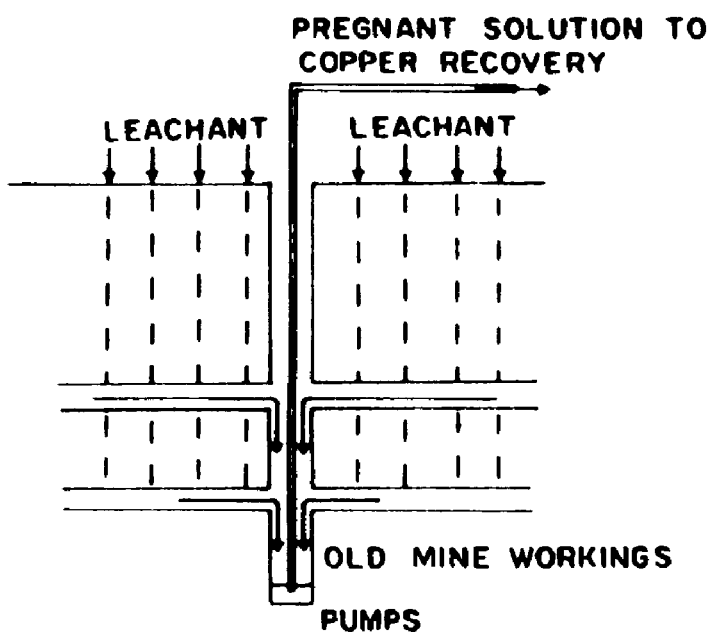 PREGNANT SOLUTION TO
COPPER RECOVERY
LEACHANT
LEACHANT
OLD MINE WORKINGS
PUMPS